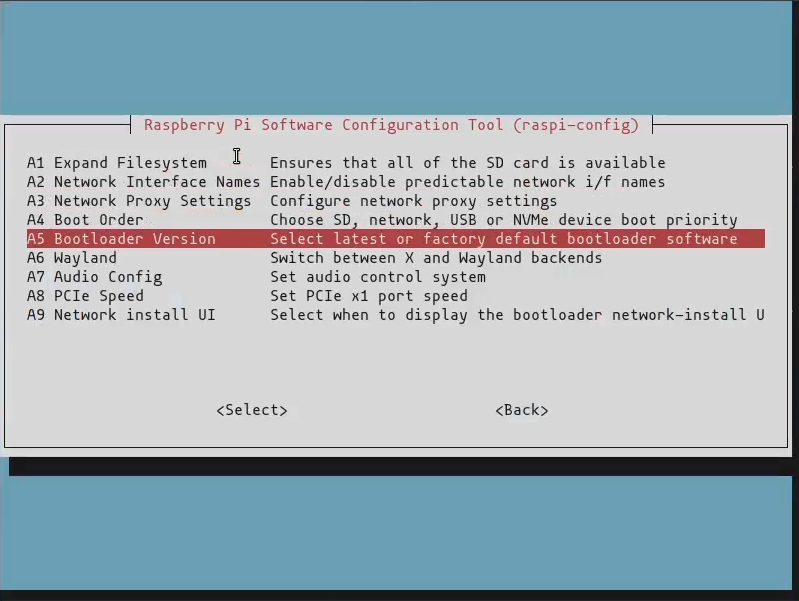 Raspberry Pi Software Configuration Tool (raspi-config)
A1 Expand Filesystem Ensures that all of the SD card is available
A2 Network Interface Names Enable/disable predictable network i/f names
A3 Network Proxy Settings Configure network proxy settings
A4 Boot Order Choose SD, network, USB or NVMe device boot priority
A5 Bootloader Version Select latest or factory default bootloader software
A6 Wayland Switch between X and Wayland backends
A7 Audio Config Set audio control system
A8 PCIe Speed Set PCIe x1 port speed
A9 Network install UI Select when to display the bootloader network-install U
<Select> <Back>